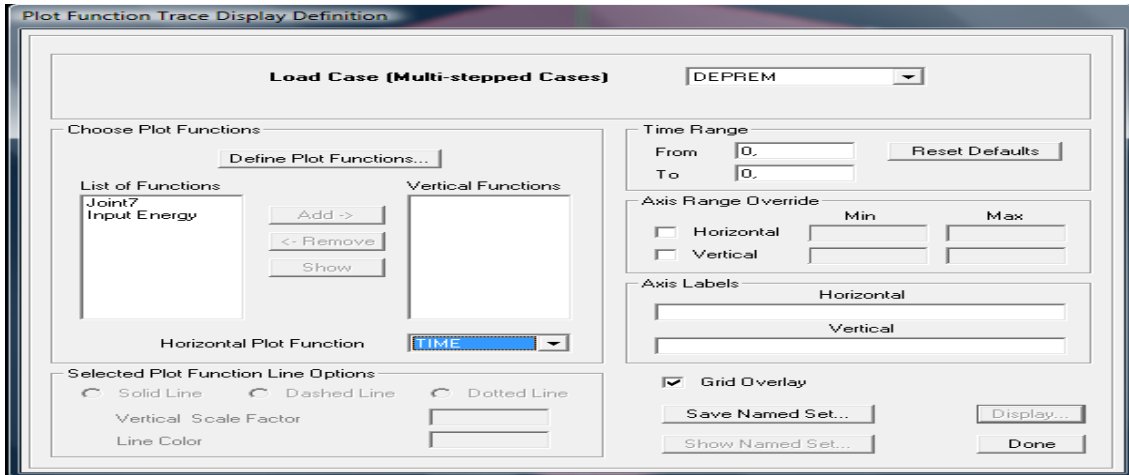 Plot Function Trace Display Definition
Load Case (Multi-stepped Cases)
DEPREM
Choose Plot Functions
Define Plot Functions...
List of Functions
Joint7
Input Energy
Add ->
<- Remove
Show
Vertical Functions
Horizontal Plot Function
TIME
Selected Plot Function Line Options
Solid Line
Dashed Line
Dotted Line
Vertical Scale Factor
Line Color
Time Range
From
0,
To
0,
Reset Defaults
Axis Range Override
Min
Max
Horizontal
Vertical
Axis Labels
Horizontal
Vertical
Grid Overlay
Save Named Set...
Display...
Show Named Set...
Done